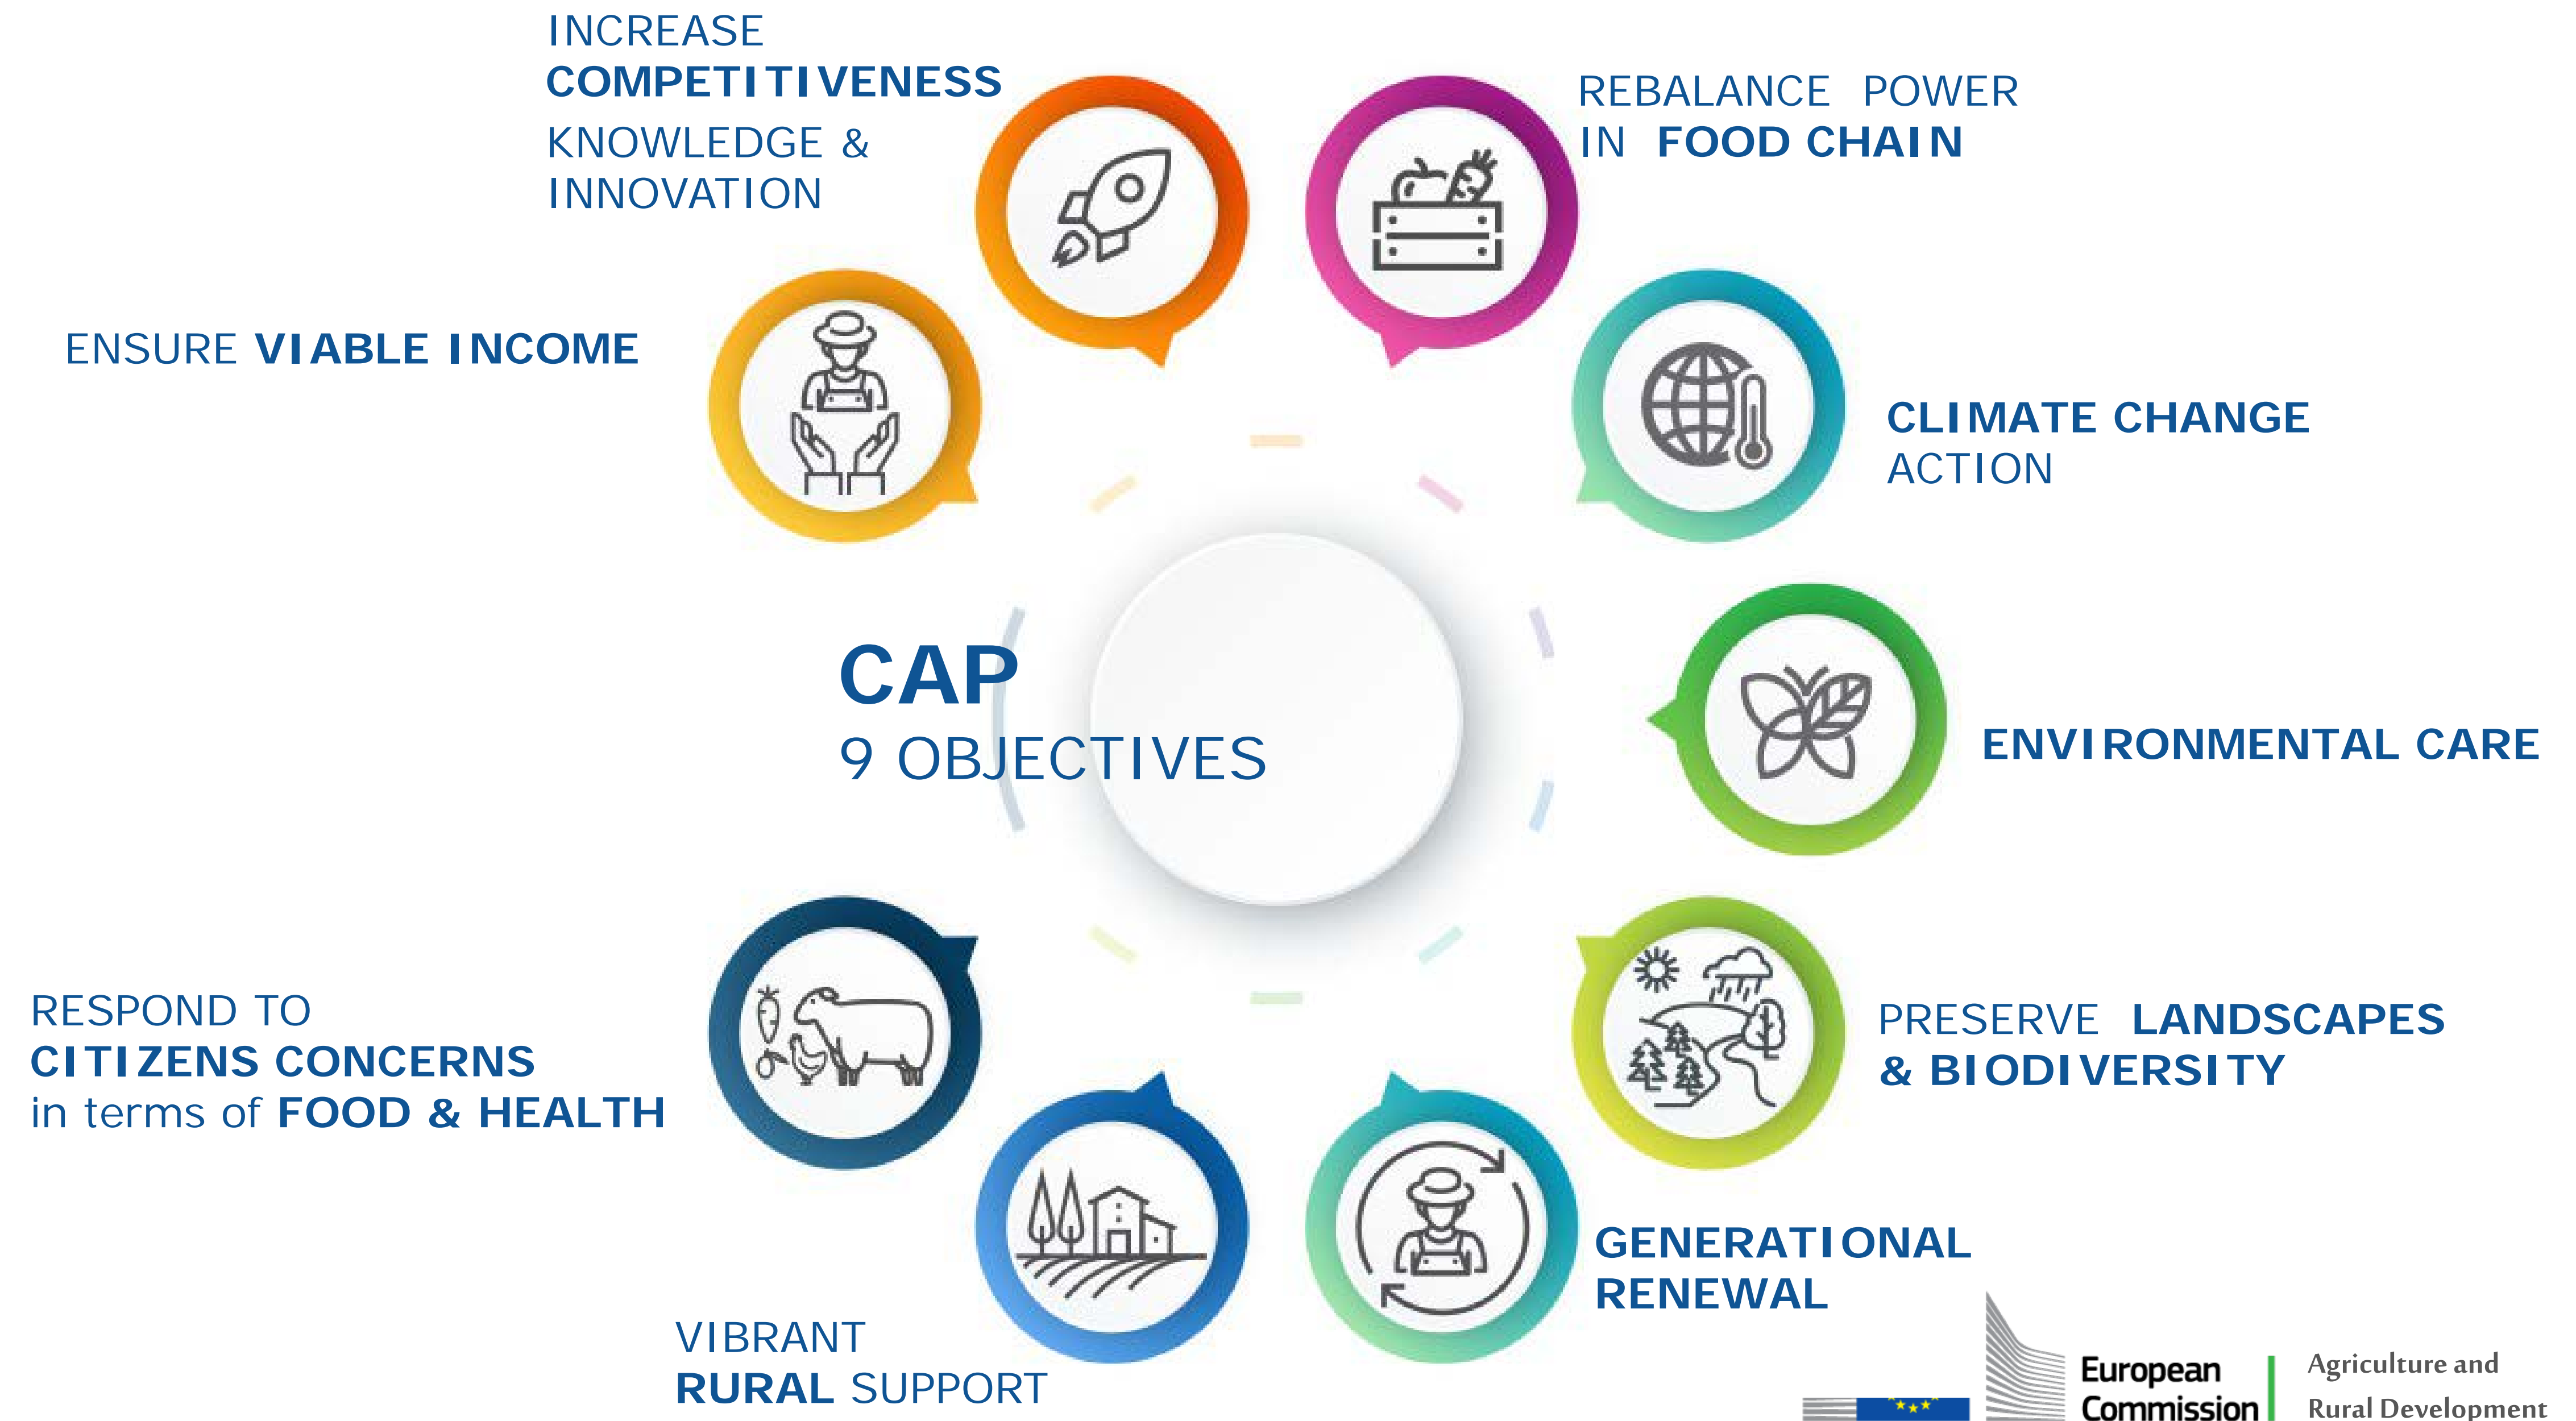 INCREASE
COMPETITIVENESS
KNOWLEDGE &
INNOVATION
REBALANCE POWER
IN FOOD CHAIN
ENSURE VIABLE INCOME
CLIMATE CHANGE
ACTION
CAP
9 OBJECTIVES
ENVIRONMENTAL CARE
RESPOND TO
CITIZENS CONCERNS
in terms of FOOD & HEALTH
PRESERVE LANDSCAPES
& BIODIVERSITY
GENERATIONAL
RENEWAL
VIBRANT
RURAL SUPPORT
European
Commission
Agriculture and
Rural Development